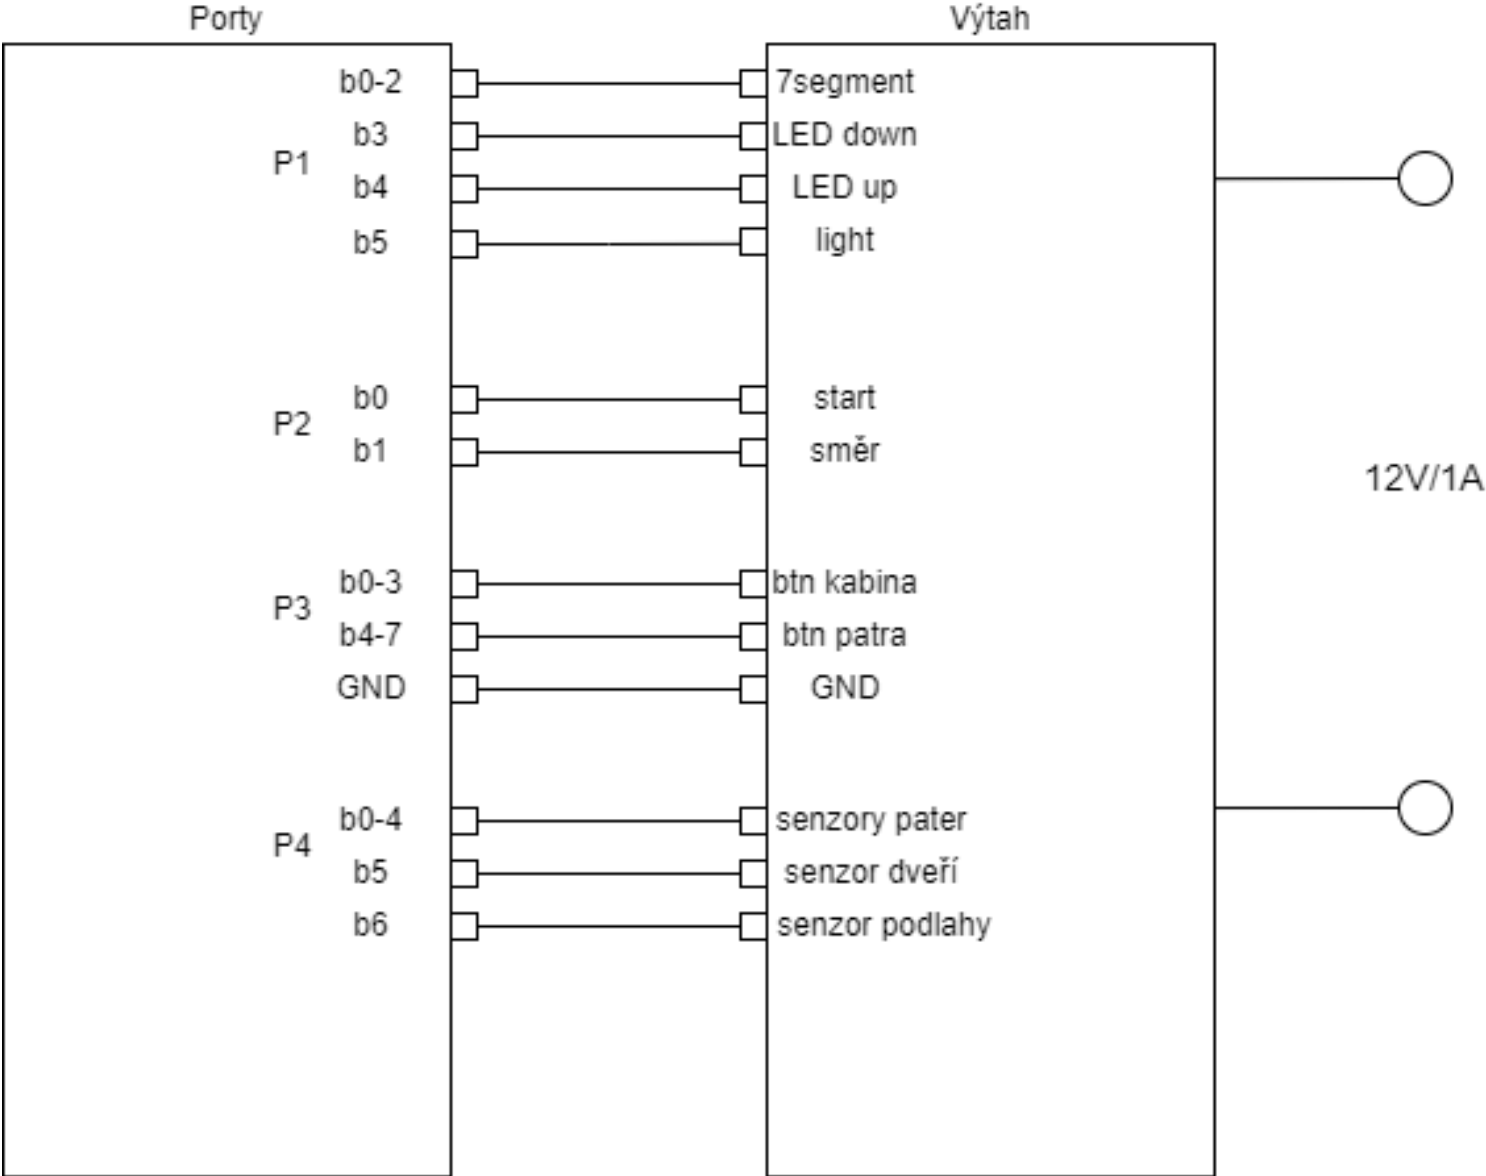 Porty
Výtah
P1
b0-2
7segment
b3
LED down
b4
LED up
b5
light
P2
b0
start
b1
směr
12V/1A
P3
b0-3
btn kabina
b4-7
btn patra
GND
GND
P4
b0-4
senzory pater
b5
senzor dveří
b6
senzor podlahy